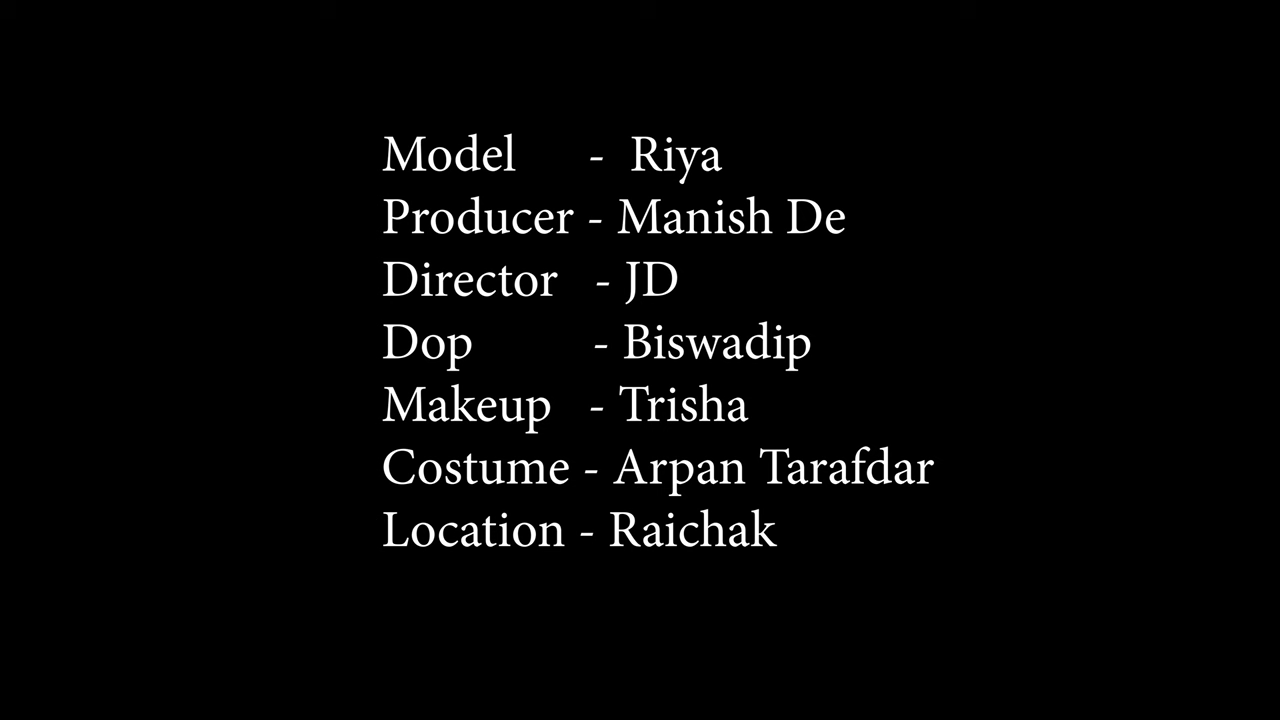 Model - Riya
Producer - Manish De
Director - JD
Dop - Biswadip
Makeup - Trisha
Costume - Arpan Tarafdar
Location - Raichak